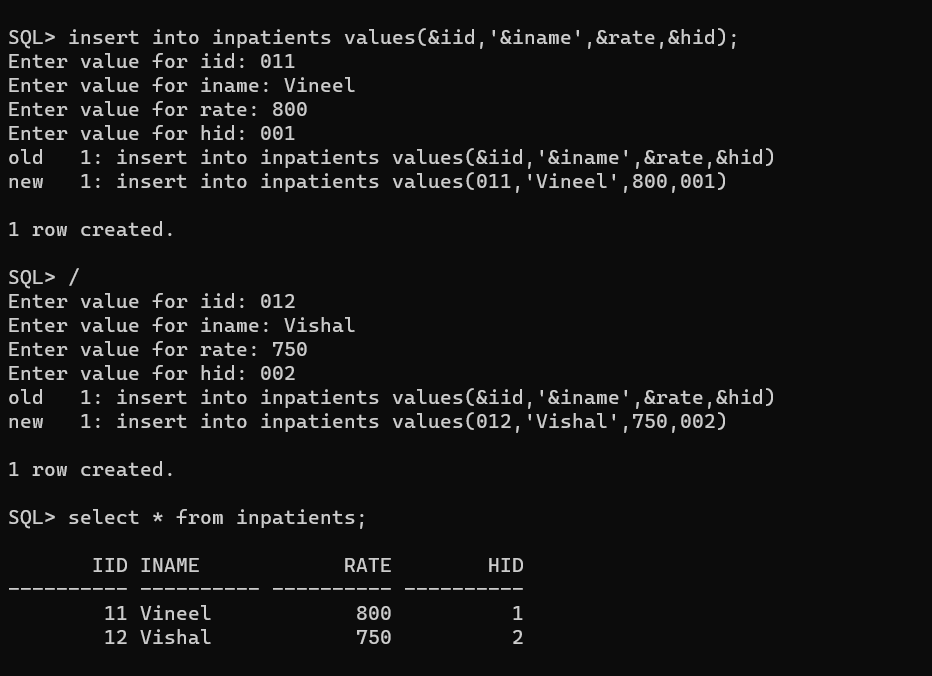 SQL> insert into inpatients values(&iid,'&iname',&rate,&hid);
Enter value for iid: 011
Enter value for iname: Vineel
Enter value for rate: 800
Enter value for hid: 001
old   1: insert into inpatients values(&iid,'&iname',&rate,&hid)
new   1: insert into inpatients values(011,'Vineel',800,001)
1 row created.
SQL> /
Enter value for iid: 012
Enter value for iname: Vishal
Enter value for rate: 750
Enter value for hid: 002
old   1: insert into inpatients values(&iid,'&iname',&rate,&hid)
new   1: insert into inpatients values(012,'Vishal',750,002)
1 row created.
SQL> select * from inpatients;
       IID INAME            RATE        HID
---------- ---------- ---------- ----------
        11 Vineel            800          1
        12 Vishal            750          2